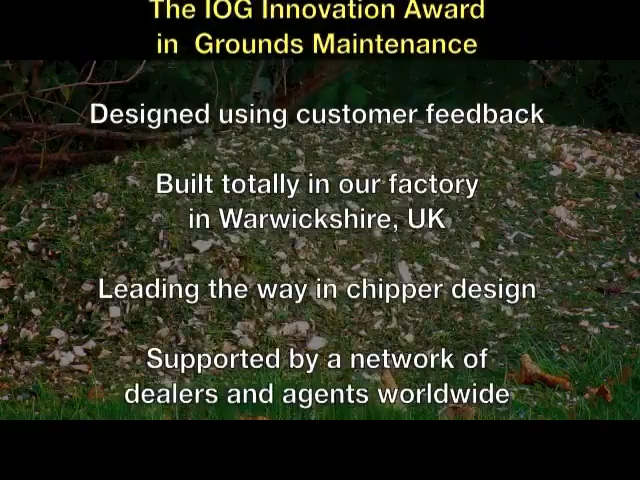 The IOG Innovation Award
in Grounds Maintenance
Designed using customer feedback
Built totally in our factory
in Warwickshire, UK
Leading the way in chipper design
Supported by a network of
dealers and agents worldwide